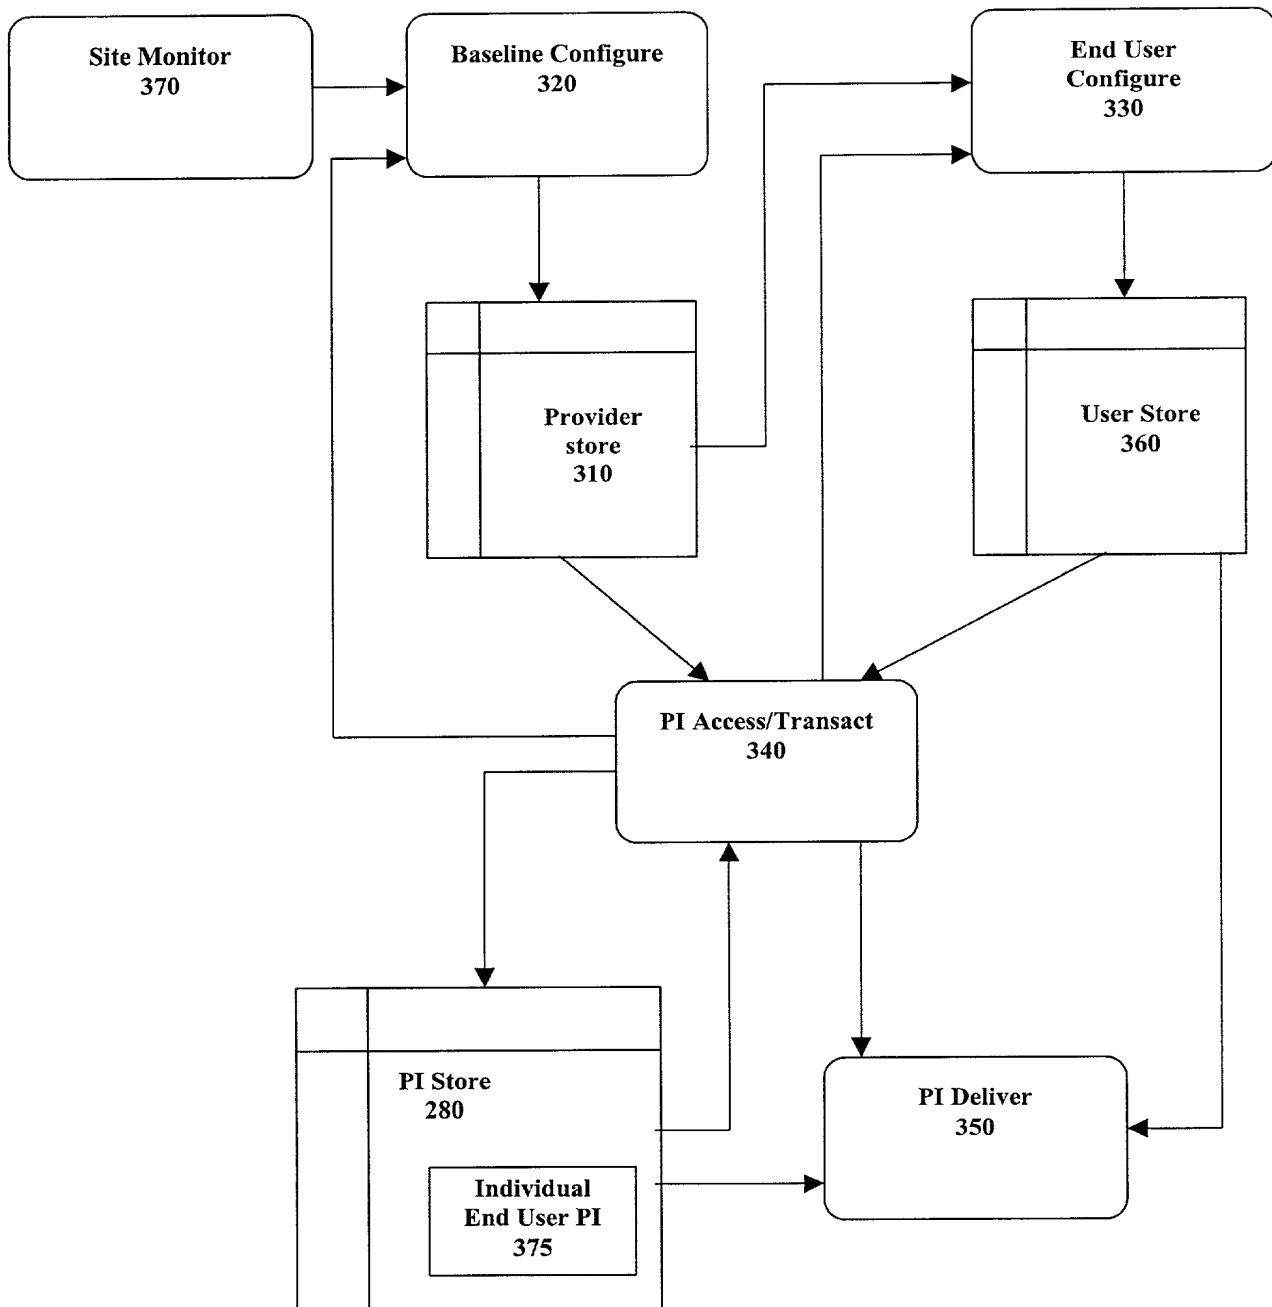 Site Monitor
370
Baseline Configure
320
End User
Configure
330
Provider
store
310
User Store
360
PI Access/Transact
340
PI Store
280
Individual
End User PI
375
PI Deliver
350